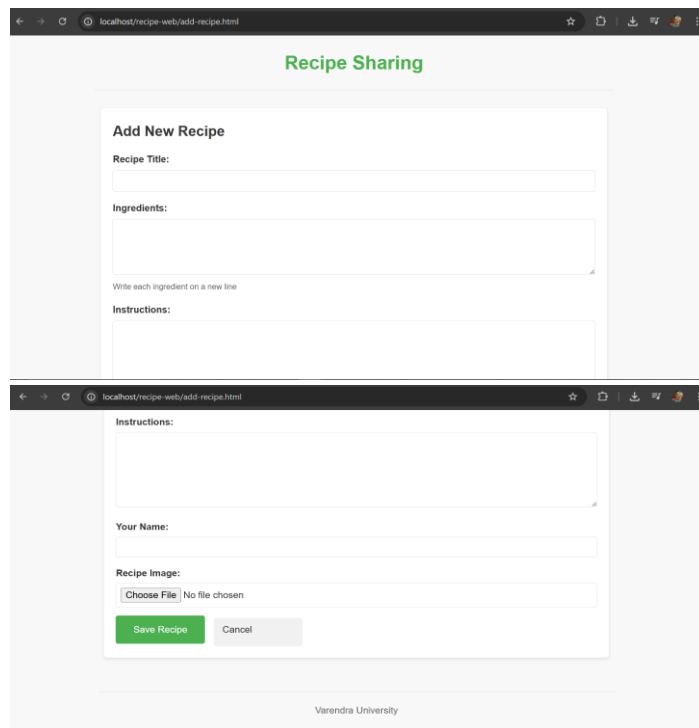 localhost/recipe-web/add-recipe.html
Recipe Sharing
Add New Recipe
Recipe Title:
Ingredients:
Write each ingredient on a new line
Instructions:
localhost/recipe-web/add-recipe.html
Instructions:
Your Name:
Recipe Image:
Choose File No file chosen
Save Recipe Cancel
Varendra University